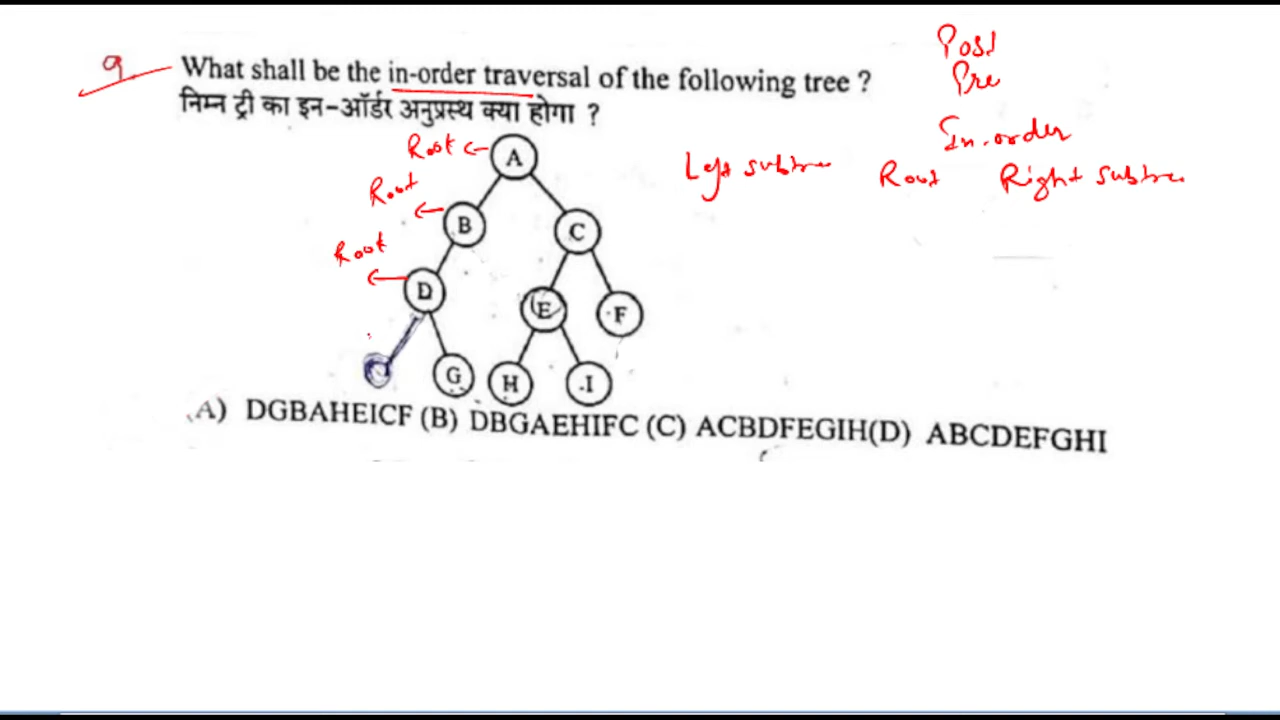 9
What shall be the in-order traversal of the following tree ?
निम्न ट्री का इन-ऑर्डर अनुप्रस्थ क्या होगा ?
Post
Pre
In-order
Left subtree Root Right subtree
Root A
Root B C
Root D E F
G H I
A) DGBAHEICF (B) DBGAEHIFC (C) ACBDFEGIH(D) ABCDEFGHI